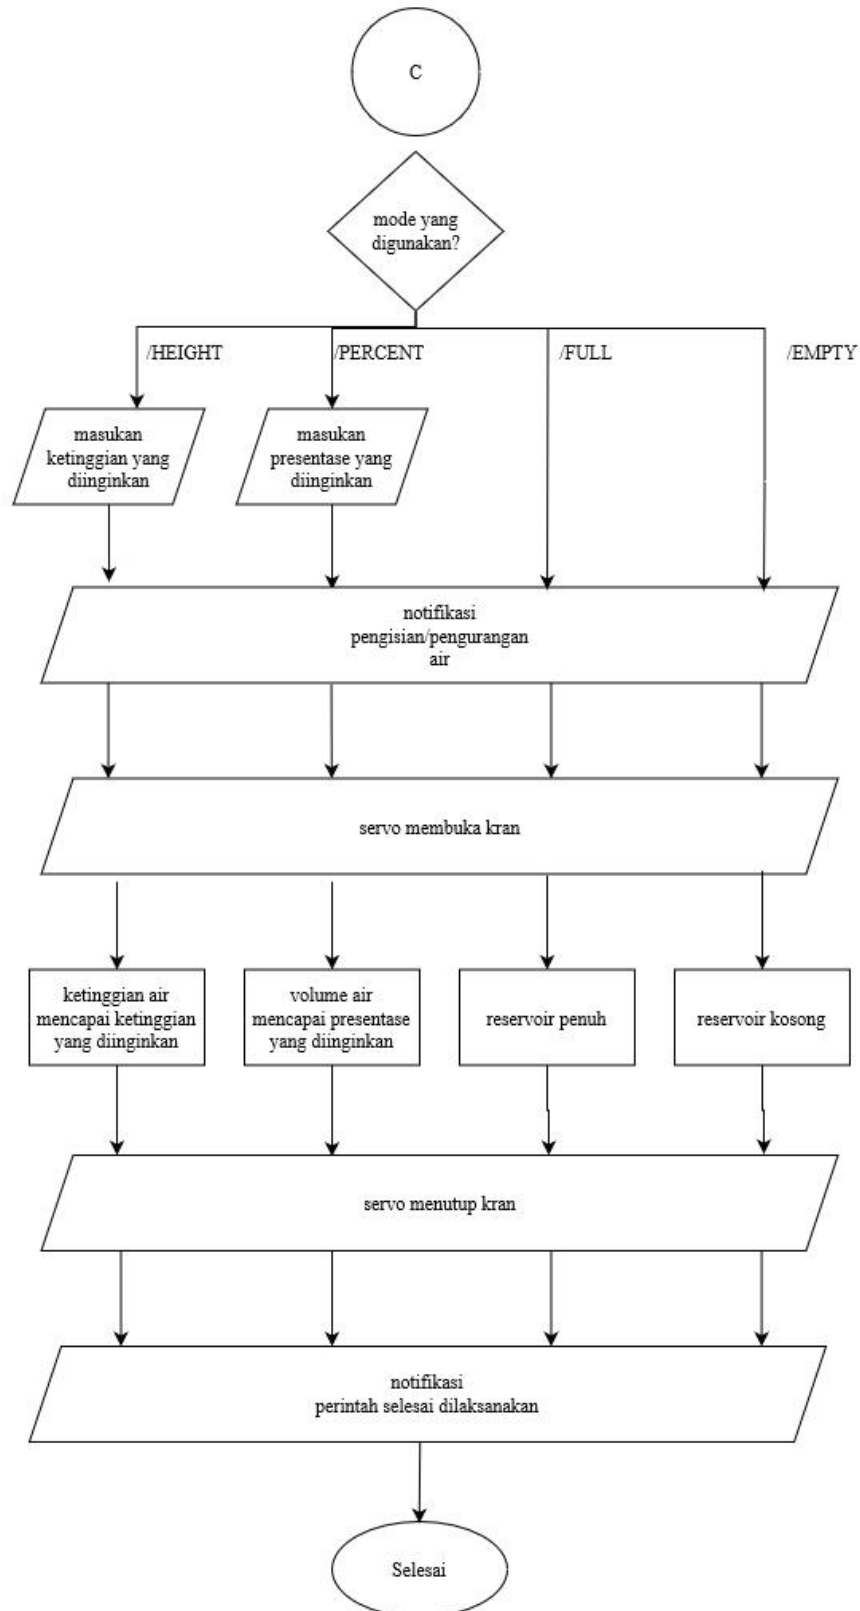 C
mode yang
digunakan?
/HEIGHT
/PERCENT
/FULL
/EMPTY
masukan
ketinggian yang
diinginkan
masukan
presentase yang
diinginkan
notifikasi
pengisian/pengurangan
air
servo membuka kran
ketinggian air
mencapai ketinggian
yang diinginkan
volume air
mencapai presentase
yang diinginkan
reservoir penuh
reservoir kosong
servo menutup kran
notifikasi
perintah selesai dilaksanakan
Selesai